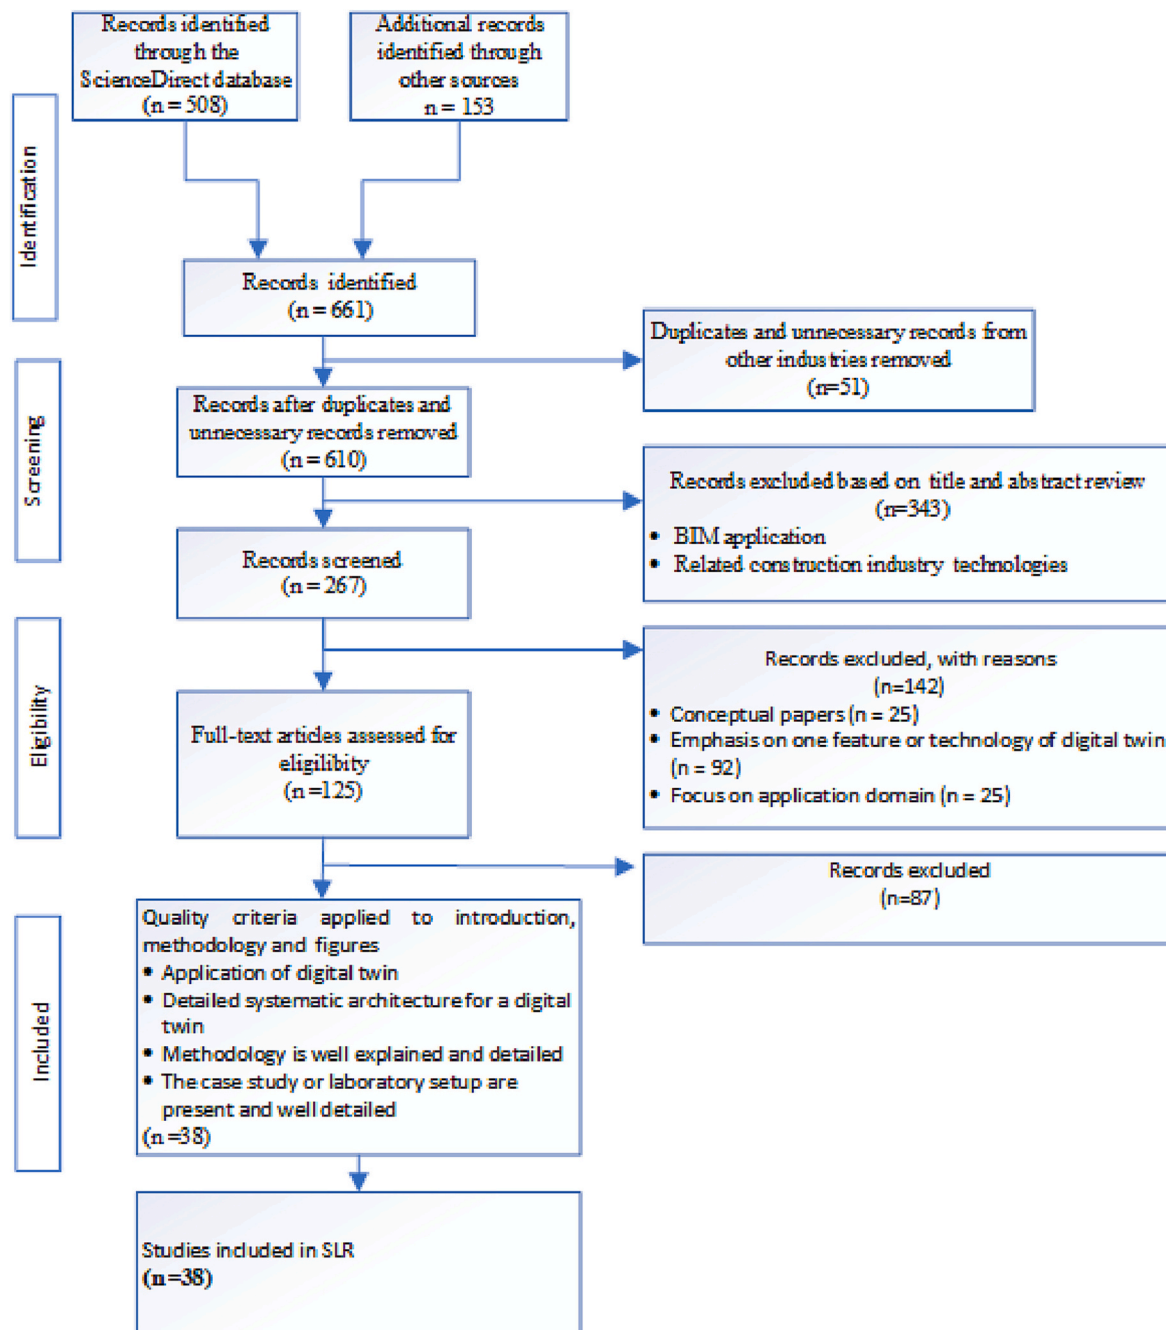 Records identified
through the
ScienceDirect database
(n = 508)
Additional records
identified through
other sources
n = 153
Identification
Records identified
(n = 661)
Duplicates and unnecessary records from
other industries removed
(n=51)
Screening
Records after duplicates and
unnecessary records removed
(n = 610)
Records excluded based on title and abstract review
(n=343)
• BIM application
• Related construction industry technologies
Records screened
(n = 267)
Eligibility
Records excluded, with reasons
(n=142)
• Conceptual papers (n = 25)
• Emphasis on one feature or technology of digital twin
(n = 92)
• Focus on application domain (n = 25)
Full-text articles assessed for
eligilibity
(n =125)
Records excluded
(n=87)
Included
Quality criteria applied to introduction,
methodology and figures
• Application of digital twin
• Detailed systematic architecture for a digital
twin
• Methodology is well explained and detailed
• The case study or laboratory setup are
present and well detailed
(n =38)
Studies included in SLR
(n =38)